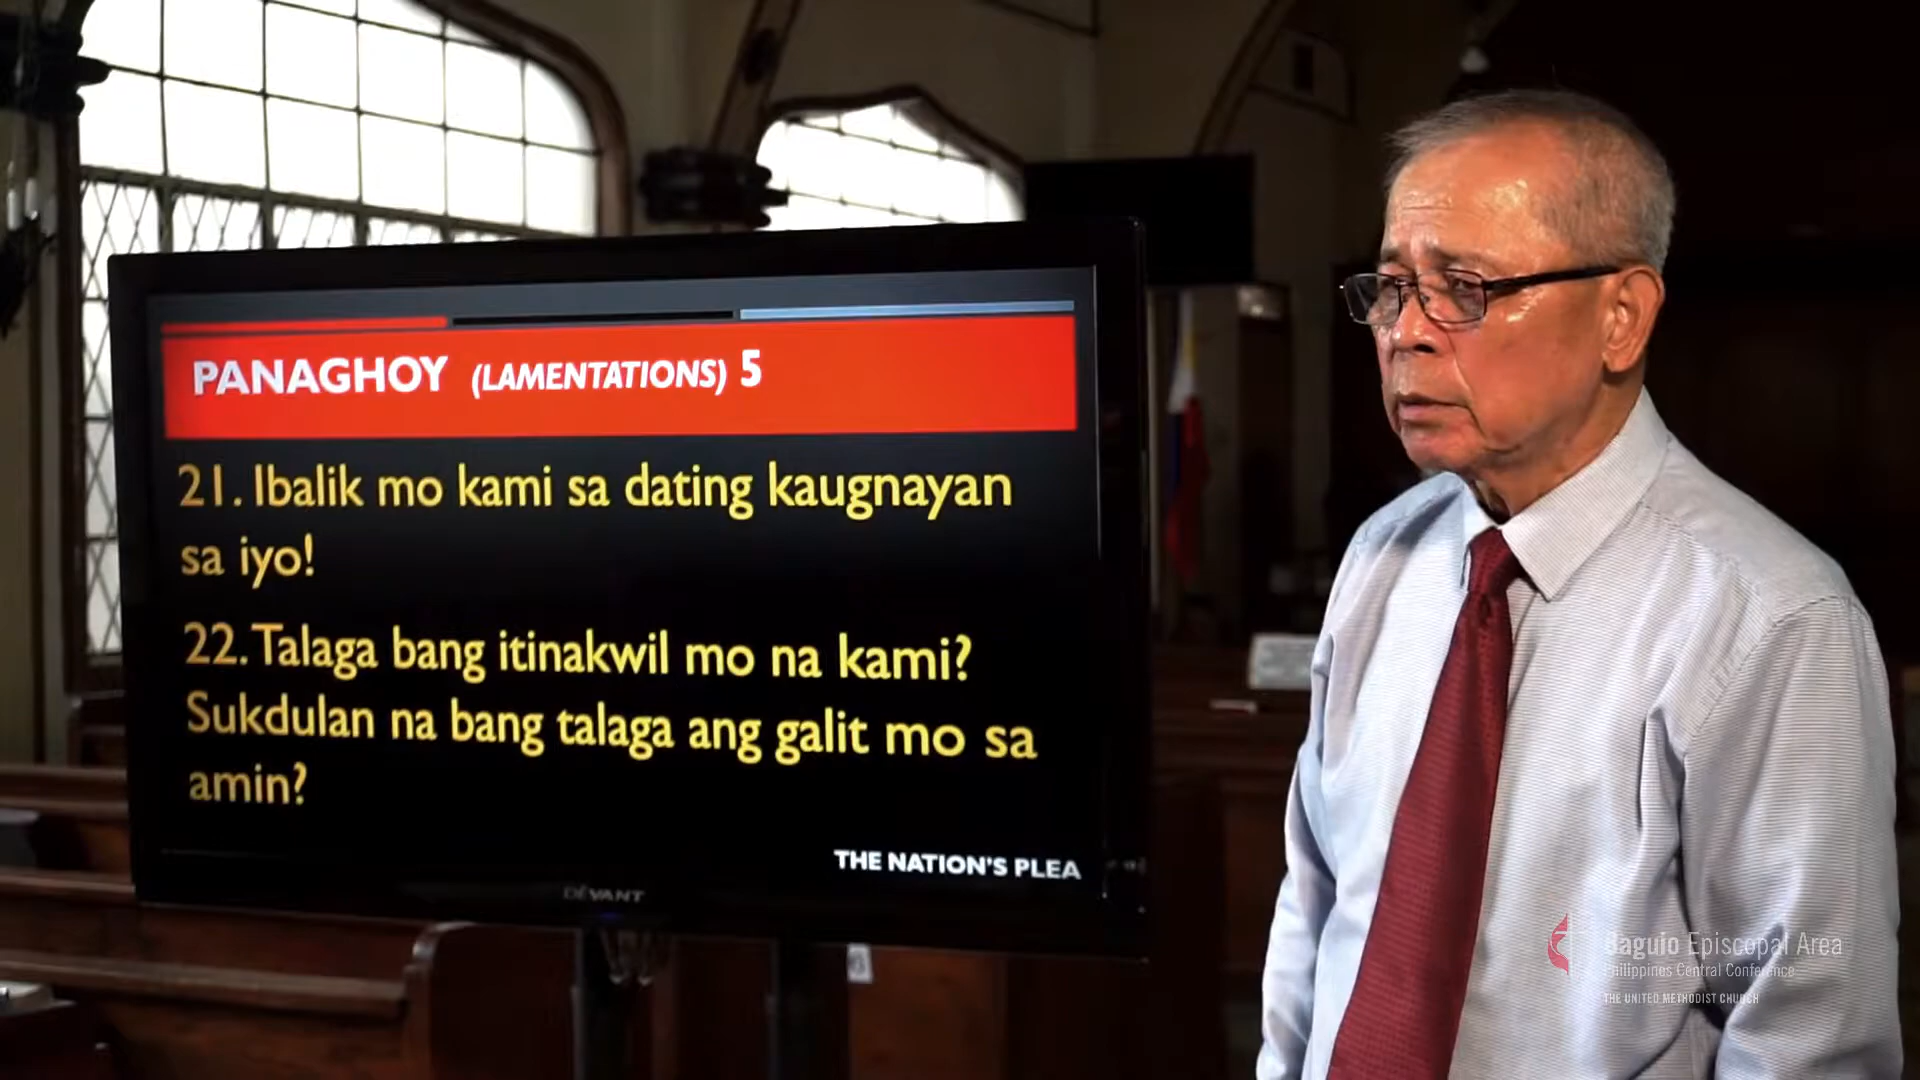 PANAGHOY (LAMENTATIONS) 5
21. Ibalik mo kami sa dating kaugnayan
sa iyo!
22. Talaga bang itinakwil mo na kami?
Sukdulan na bang talaga ang galit mo sa
amin?
THE NATION'S PLEA
DEVANT
Baguio Episcopal Area
Philippines Central Conference
THE UNITED METHODIST CHURCH